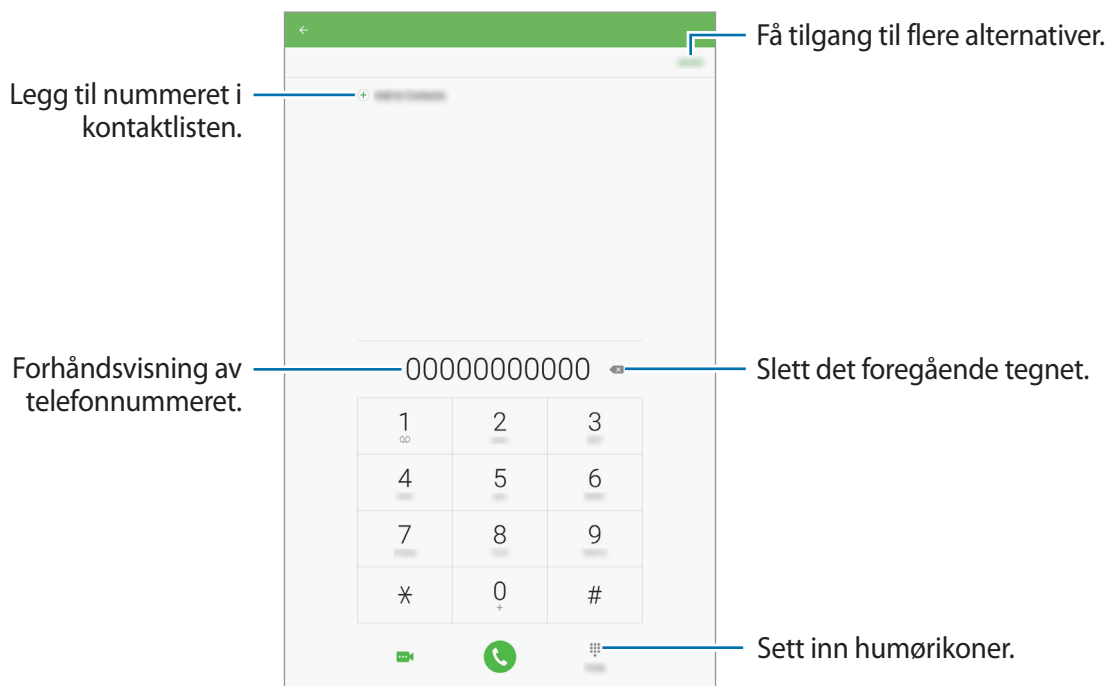 Få tilgang til flere alternativer.
Legg til nummeret i
kontaktlisten.
Forhåndsvisning av
telefonnummeret.
00000000000
Slett det foregående tegnet.
1 2 3
4 5 6
7 8 9
* 0 #
+
Sett inn humørikoner.